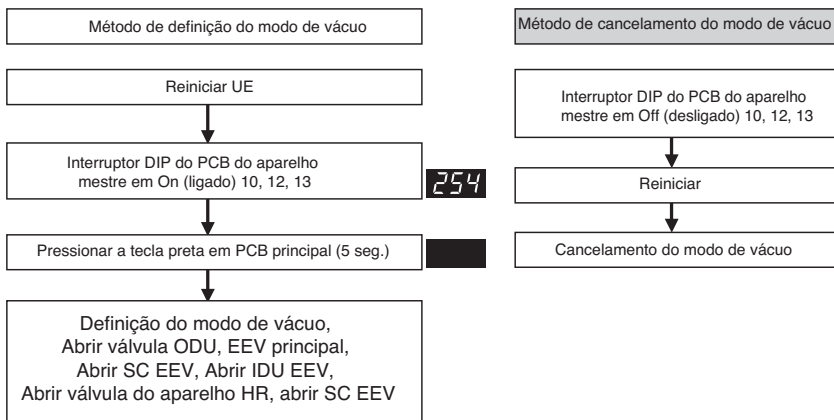 Método de definição do modo de vácuo
Reiniciar UE
Interruptor DIP do PCB do aparelho
mestre em On (ligado) 10, 12, 13
254
Pressionar a tecla preta em PCB principal (5 seg.)
Definição do modo de vácuo,
Abrir válvula ODU, EEV principal,
Abrir SC EEV, Abrir IDU EEV,
Abrir válvula do aparelho HR, abrir SC EEV
Método de cancelamento do modo de vácuo
Interruptor DIP do PCB do aparelho
mestre em Off (desligado) 10, 12, 13
Reiniciar
Cancelamento do modo de vácuo